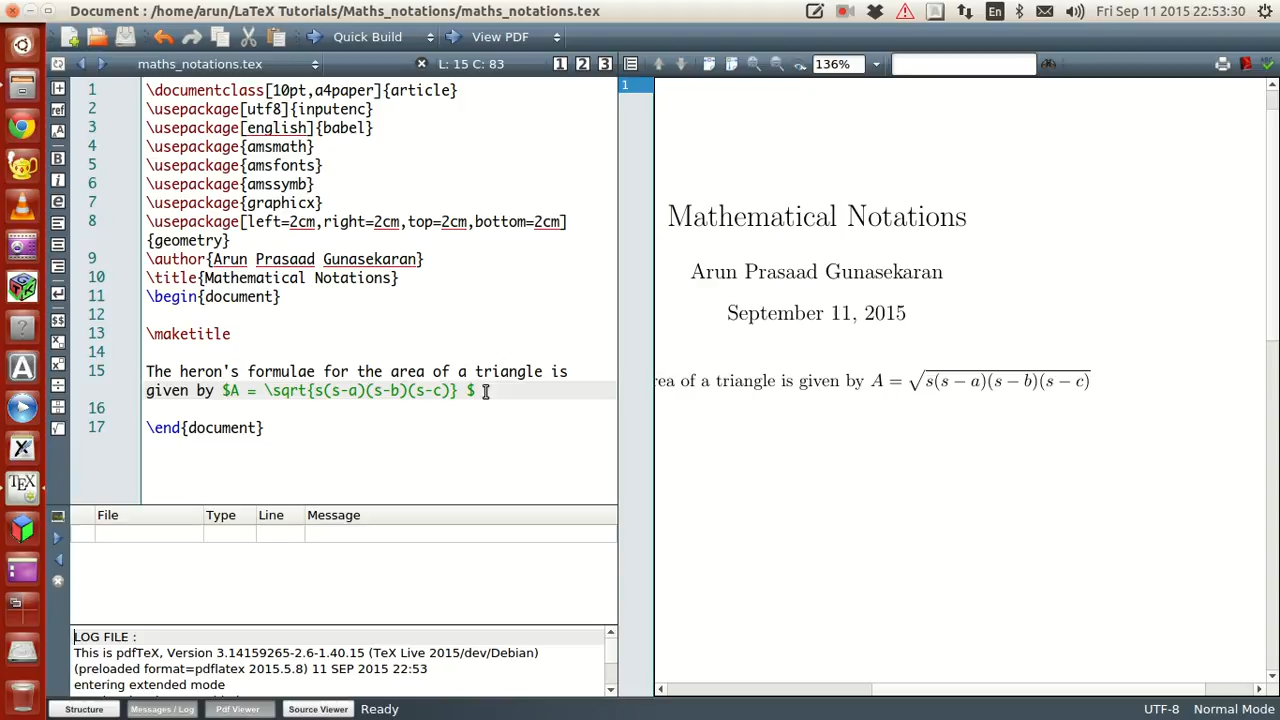 Document : /home/arun/LaTeX Tutorials/Maths_notations/maths_notations.tex
En
Fri Sep 11 2015 22:53:30
Quick Build
View PDF
maths_notations.tex
L: 15 C: 83
1 2 3
136%
1 \documentclass[10pt,a4paper]{article}
2 \usepackage[utf8]{inputenc}
3 \usepackage[english]{babel}
4 \usepackage{amsmath}
5 \usepackage{amsfonts}
6 \usepackage{amssymb}
7 \usepackage{graphicx}
8 \usepackage[left=2cm,right=2cm,top=2cm,bottom=2cm]
{geometry}
9 \author{Arun Prasaad Gunasekaran}
10 \title{Mathematical Notations}
11 \begin{document}
12
13 \maketitle
14
15 The heron's formulae for the area of a triangle is
given by $A = \sqrt{s(s-a)(s-b)(s-c)} $
16
17 \end{document}
File Type Line Message
LOG FILE :
This is pdfTeX, Version 3.14159265-2.6-1.40.15 (TeX Live 2015/dev/Debian)
(preloaded format=pdflatex 2015.5.8) 11 SEP 2015 22:53
entering extended mode
1
Mathematical Notations
Arun Prasaad Gunasekaran
September 11, 2015
rea of a triangle is given by A = √s(s − a)(s − b)(s − c)
Structure
Messages / Log
Pdf Viewer
Source Viewer
Ready
UTF-8
Normal Mode